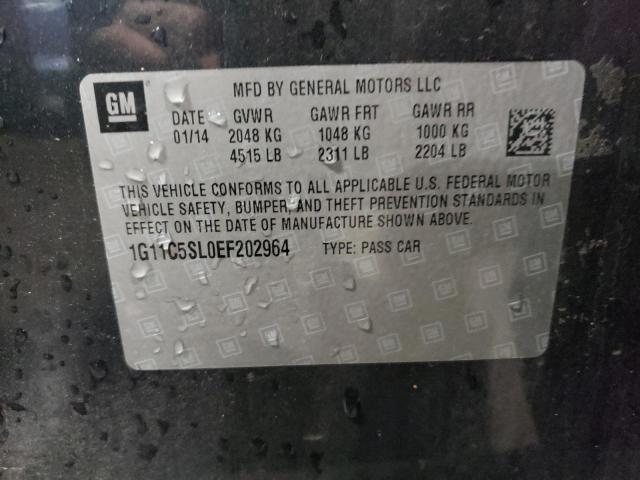 GM
MFD BY GENERAL MOTORS LLC
DATE GVWR GAWR FRT GAWR RR
01/14 2048 KG 1048 KG 1000 KG
4515 LB 2311 LB 2204 LB
THIS VEHICLE CONFORMS TO ALL APPLICABLE U.S. FEDERAL MOTOR
VEHICLE SAFETY, BUMPER, AND THEFT PREVENTION STANDARDS IN
EFFECT ON THE DATE OF MANUFACTURE SHOWN ABOVE.
1G11C5SL0EF202964 TYPE: PASS CAR